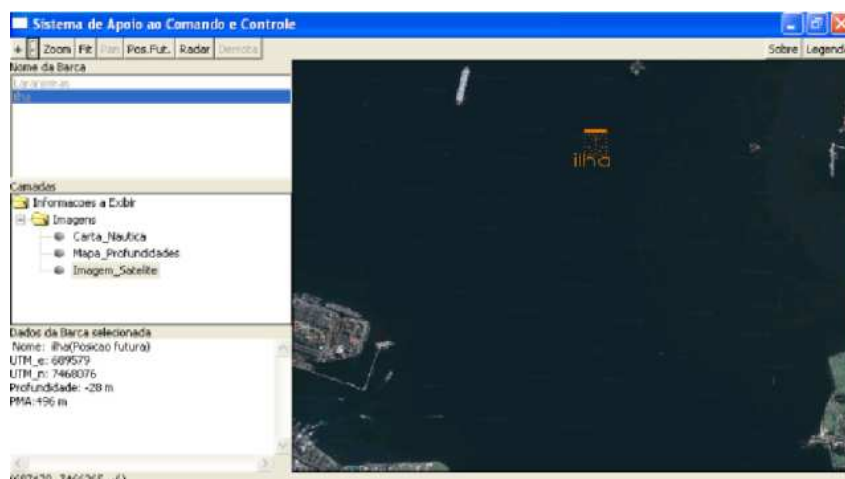 Sistema de Apoio ao Comando e Controle
+ - Zoom Fit Pan Pos.Fut. Radar Derrota
Sobre Legenda
Nome da Barca
Laranjeiras
ilha
ilha
Camadas
Informacoes a Exibir
Imagens
Carta_Nautica
Mapa_Profundidades
Imagem_Satelite
Dados da Barca selecionada
Nome: ilha(Posicao futura)
UTM_e: 689579
UTM_n: 7468076
Profundidade: -28 m
PMA:496 m